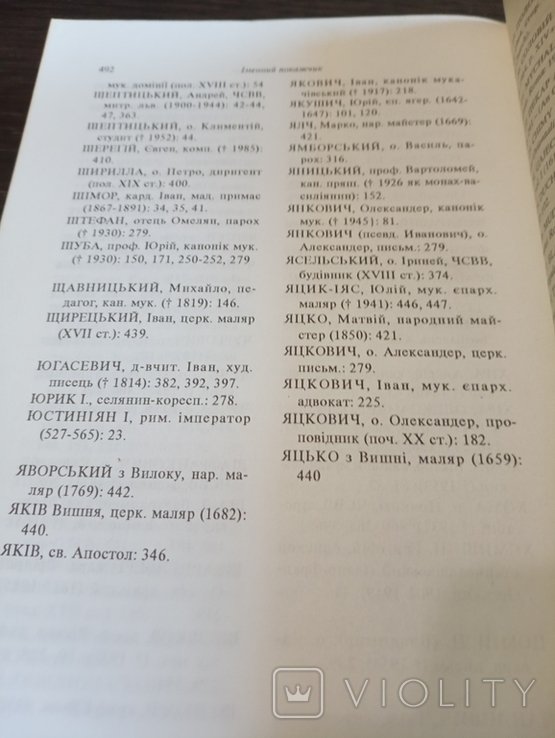 492
Іменний покажчик
мук. домінії (пол. XVIII ст.): 54
ШЕПТИЦЬКИЙ, Андрей, ЧСВВ,
митр. льв. (1900-1944): 42-44,
47, 363.
ШЕПТИЦЬКИЙ, о. Климентій,
студит († 1952): 44.
ШЕРЕГІЙ, Євген, комп. († 1985):
410.
ШИРИЛЛА, о. Петро, диригент
(пол. XIX ст.): 400.
ШІМОР, кард. Іван, мад. примас
(1867-1891): 34, 35, 41.
ШТЕФАН, отець Омелян, парох
(† 1930): 279.
ШУБА, проф. Юрій, канонік мук.
(† 1930): 150, 171, 250-252, 279
ЩАВНИЦЬКИЙ, Михайло, пе-
дагог, кан. мук. († 1819): 146.
ЩИРЕЦЬКИЙ, Іван, церк. маляр
(XVII ст.): 439.
ЮГАСЕВИЧ, д-вчит. Іван, худ.
писець († 1814): 382, 392, 397.
ЮРИК І., селянин-кореcп.: 278.
ЮСТИНІЯН І, рим. імператор
(527-565): 23.
ЯВОРСЬКИЙ з Вилоку, нар. ма-
ляр (1769): 442.
ЯКІВ Вишня, церк. маляр (1682):
440.
ЯКІВ, св. Апостол: 346.
ЯКОВИЧ, Іван, канонік мука-
чівський († 1917): 218.
ЯКУШИЧ, Юрій, еп. ягер. (1642-
1647): 101, 120.
ЯЛЧ, Марко, нар. майстер (1669):
421.
ЯМБОРСЬКИЙ, о. Василь, па-
рох: 316.
ЯНИЦЬКИЙ, проф. Вартоломей,
кан. пряш. († 1926 як монах-ва-
силіянин): 152.
ЯНКОВИЧ, Олександер, канонік
мук. († 1945): 81.
ЯНКОВИЧ (псевд. Иванович), о.
Александер, письм.: 279.
ЯСЕЛЬСЬКИЙ, о. Іриней, ЧСВВ,
будівник (XVIII ст.): 374.
ЯЦИК-ІЯС, Юлій, мук. єпарх.
маляр († 1941): 446, 447.
ЯЦКО, Матвій, народний май-
стер (1850): 421.
ЯЦКОВИЧ, о. Александер, церк.
письм.: 279.
ЯЦКОВИЧ, Іван, мук. єпарх.
адвокат: 225.
ЯЦКОВИЧ, о. Олександер, про-
повідник (поч. XX ст.): 182.
ЯЦЬКО з Вишні, маляр (1659):
440
VIOLITY